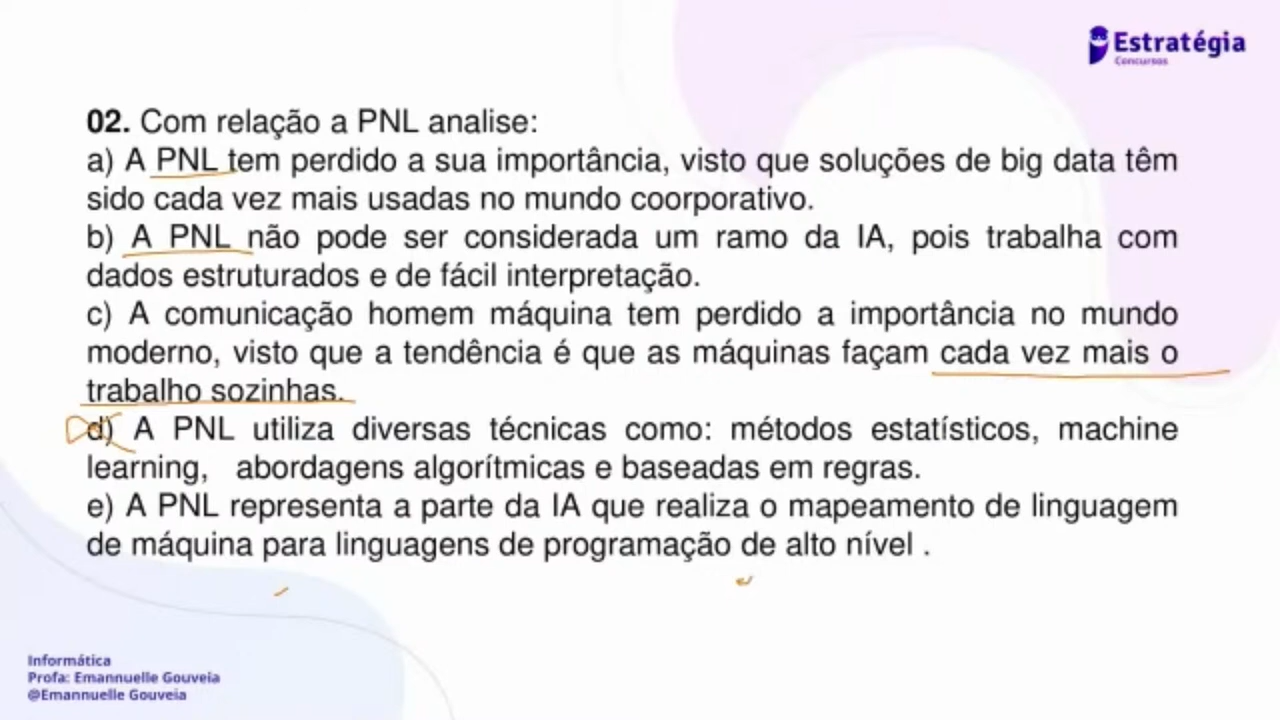 Estratégia
Concursos
02. Com relação a PNL analise:
a) A PNL tem perdido a sua importância, visto que soluções de big data têm
sido cada vez mais usadas no mundo coorporativo.
b) A PNL não pode ser considerada um ramo da IA, pois trabalha com
dados estruturados e de fácil interpretação.
c) A comunicação homem máquina tem perdido a importância no mundo
moderno, visto que a tendência é que as máquinas façam cada vez mais o
trabalho sozinhas.
d) A PNL utiliza diversas técnicas como: métodos estatísticos, machine
learning, abordagens algorítmicas e baseadas em regras.
e) A PNL representa a parte da IA que realiza o mapeamento de linguagem
de máquina para linguagens de programação de alto nível .
Informática
Profa: Emannuelle Gouveia
@Emannuelle Gouveia